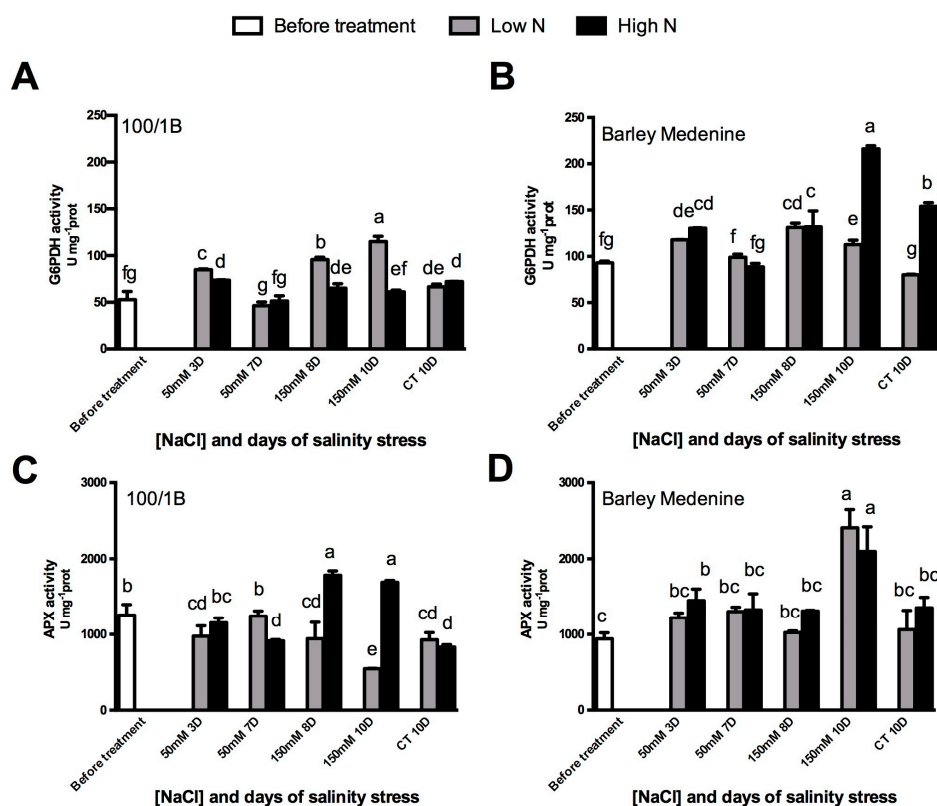 Before treatment Low N High N
A
100/1B
G6PDH activity
U mg⁻¹prot
250
200
150
100
50
0
fg
c
d
g
fg
b
de
a
ef
de
d
Before treatment
50mM 3D
50mM 7D
150mM 8D
150mM 10D
CT 10D
[NaCl] and days of salinity stress
B
Barley Medenine
G6PDH activity
U mg⁻¹prot
250
200
150
100
50
0
fg
de
cd
f
fg
cd
c
e
a
g
b
Before treatment
50mM 3D
50mM 7D
150mM 8D
150mM 10D
CT 10D
[NaCl] and days of salinity stress
C
100/1B
APX activity
U mg⁻¹prot
3000
2000
1000
0
b
cd
bc
b
d
cd
a
e
a
cd
d
Before treatment
50mM 3D
50mM 7D
150mM 8D
150mM 10D
CT 10D
[NaCl] and days of salinity stress
D
Barley Medenine
APX activity
U mg⁻¹prot
3000
2000
1000
0
c
bc
b
bc
bc
bc
bc
a
a
bc
bc
Before treatment
50mM 3D
50mM 7D
150mM 8D
150mM 10D
CT 10D
[NaCl] and days of salinity stress